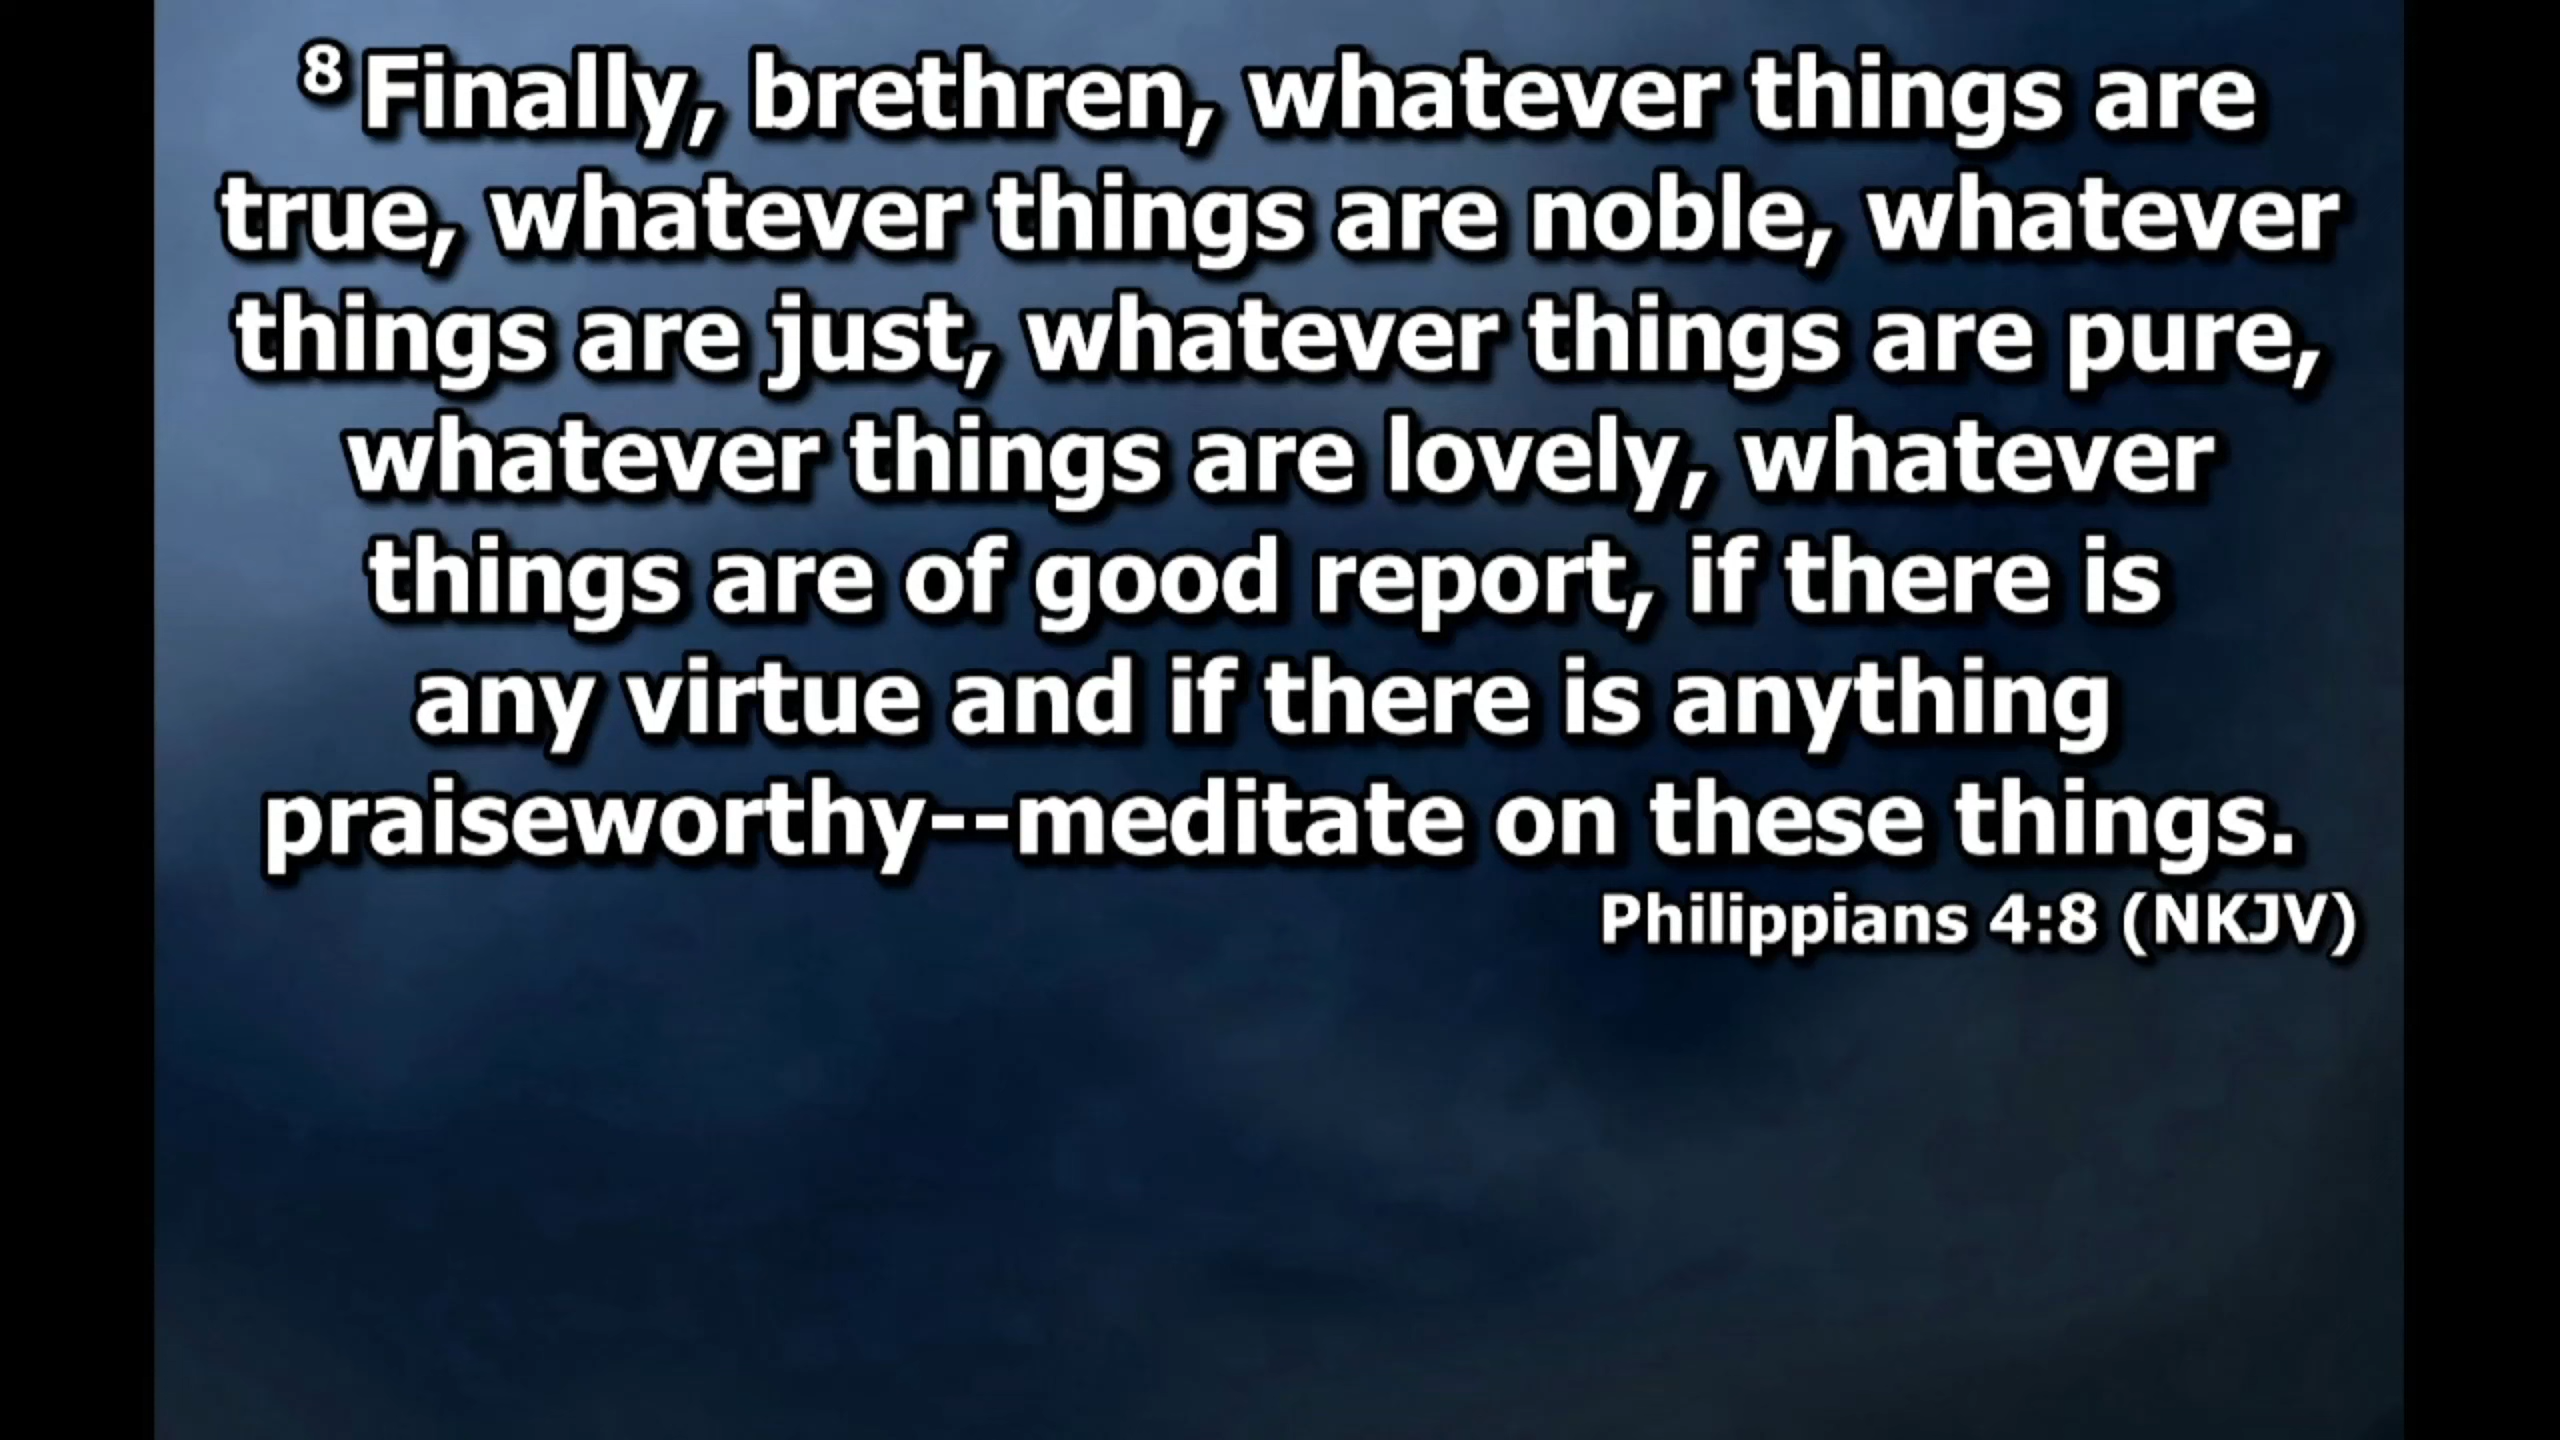 8 Finally, brethren, whatever things are
true, whatever things are noble, whatever
things are just, whatever things are pure,
whatever things are lovely, whatever
things are of good report, if there is
any virtue and if there is anything
praiseworthy--meditate on these things.
Philippians 4:8 (NKJV)